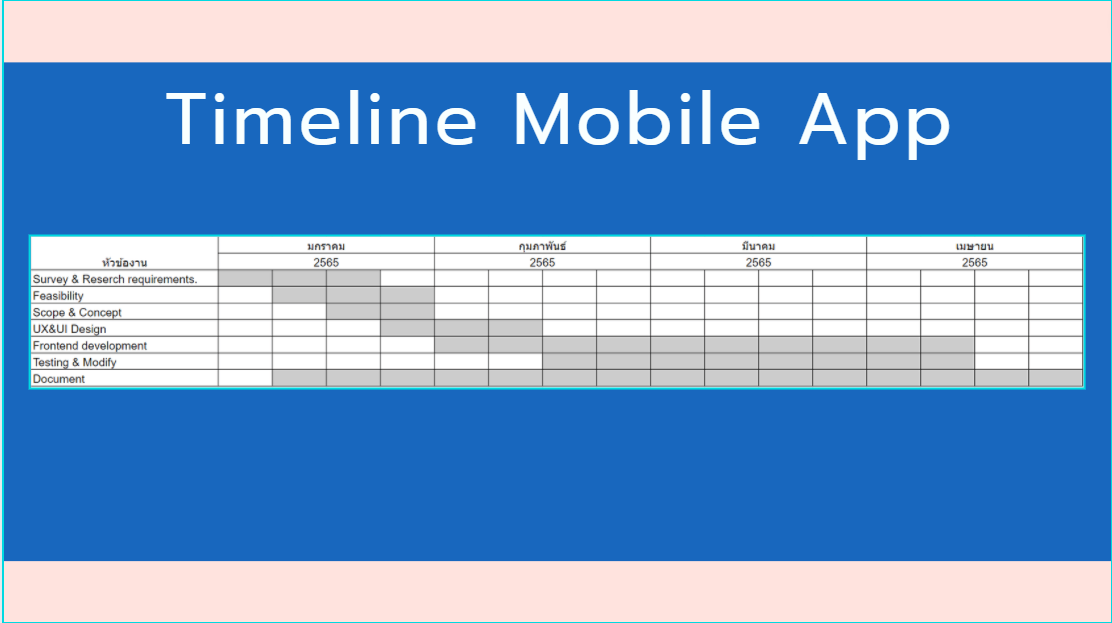 Timeline Mobile App
มกราคม กุมภาพันธ์ มีนาคม เมษายน
หัวข้องาน 2565 2565 2565 2565
Survey & Reserch requirements.
Feasibility
Scope & Concept
UX&UI Design
Frontend development
Testing & Modify
Document